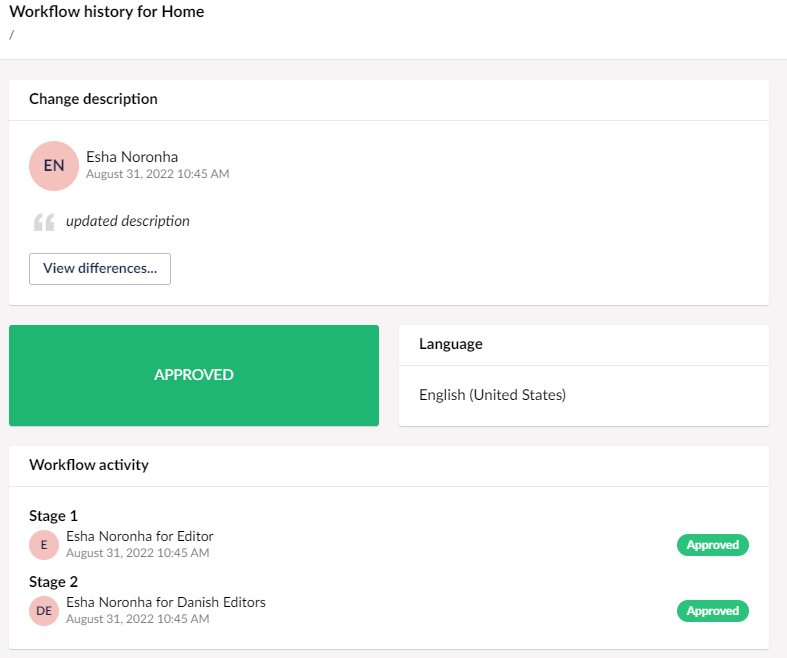 Workflow history for Home
/
Change description
EN
Esha Noronha
August 31, 2022 10:45 AM
“ updated description
View differences...
APPROVED
Language
English (United States)
Workflow activity
Stage 1
E
Esha Noronha for Editor
August 31, 2022 10:45 AM
Approved
Stage 2
DE
Esha Noronha for Danish Editors
August 31, 2022 10:45 AM
Approved